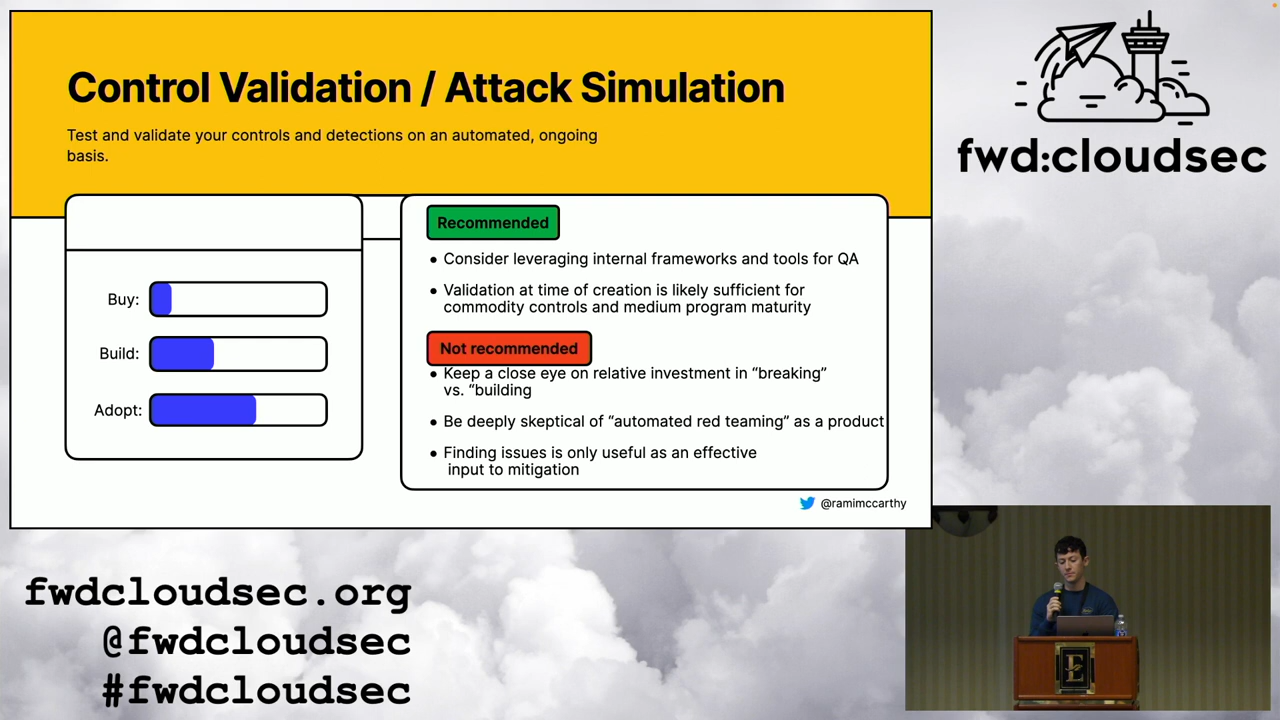 Control Validation / Attack Simulation
Test and validate your controls and detections on an automated, ongoing
basis.
Buy:
Build:
Adopt:
Recommended
● Consider leveraging internal frameworks and tools for QA
● Validation at time of creation is likely sufficient for
commodity controls and medium program maturity
Not recommended
● Keep a close eye on relative investment in “breaking”
vs. “building
● Be deeply skeptical of “automated red teaming” as a product
● Finding issues is only useful as an effective
input to mitigation
@ramimccarthy
fwd:cloudsec
fwdcloudsec.org
@fwdcloudsec
#fwdcloudsec
E